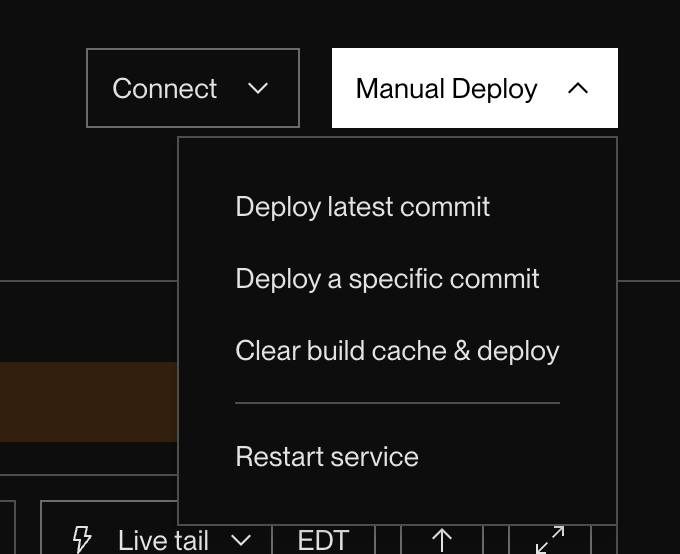 Connect
Manual Deploy
Deploy latest commit
Deploy a specific commit
Clear build cache & deploy
Restart service
Live tail
EDT